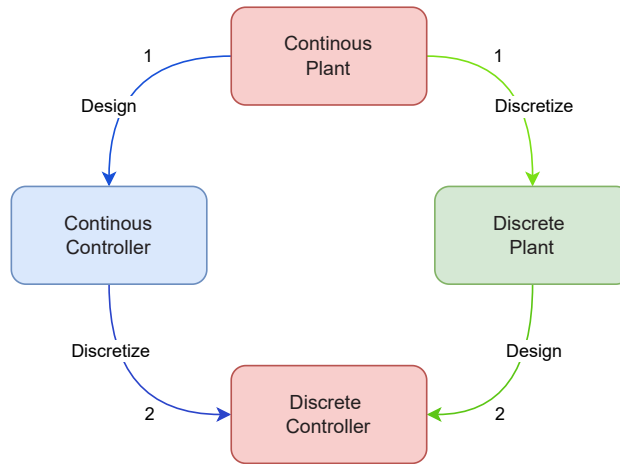 Continous
Plant
1
1
Design
Discretize
Continous
Controller
Discrete
Plant
Discretize
Design
Discrete
Controller
2
2